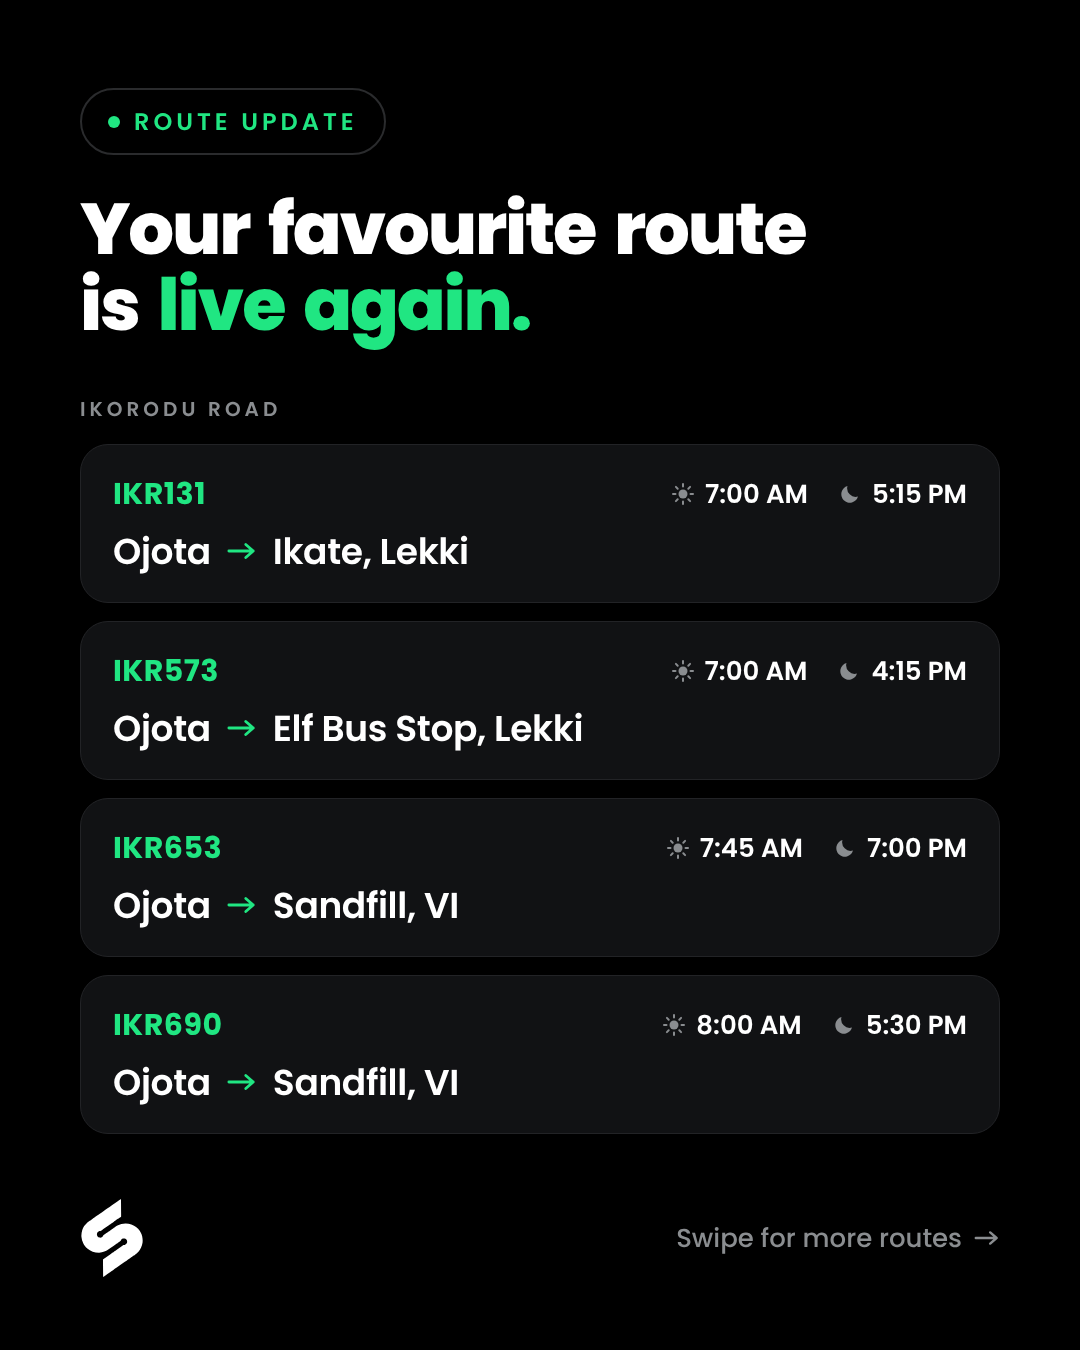 ROUTE UPDATE
Your favourite route
is live again.
IKORODU ROAD
IKR131 7:00 AM 5:15 PM
Ojota → Ikate, Lekki
IKR573 7:00 AM 4:15 PM
Ojota → Elf Bus Stop, Lekki
IKR653 7:45 AM 7:00 PM
Ojota → Sandfill, VI
IKR690 8:00 AM 5:30 PM
Ojota → Sandfill, VI
Swipe for more routes →